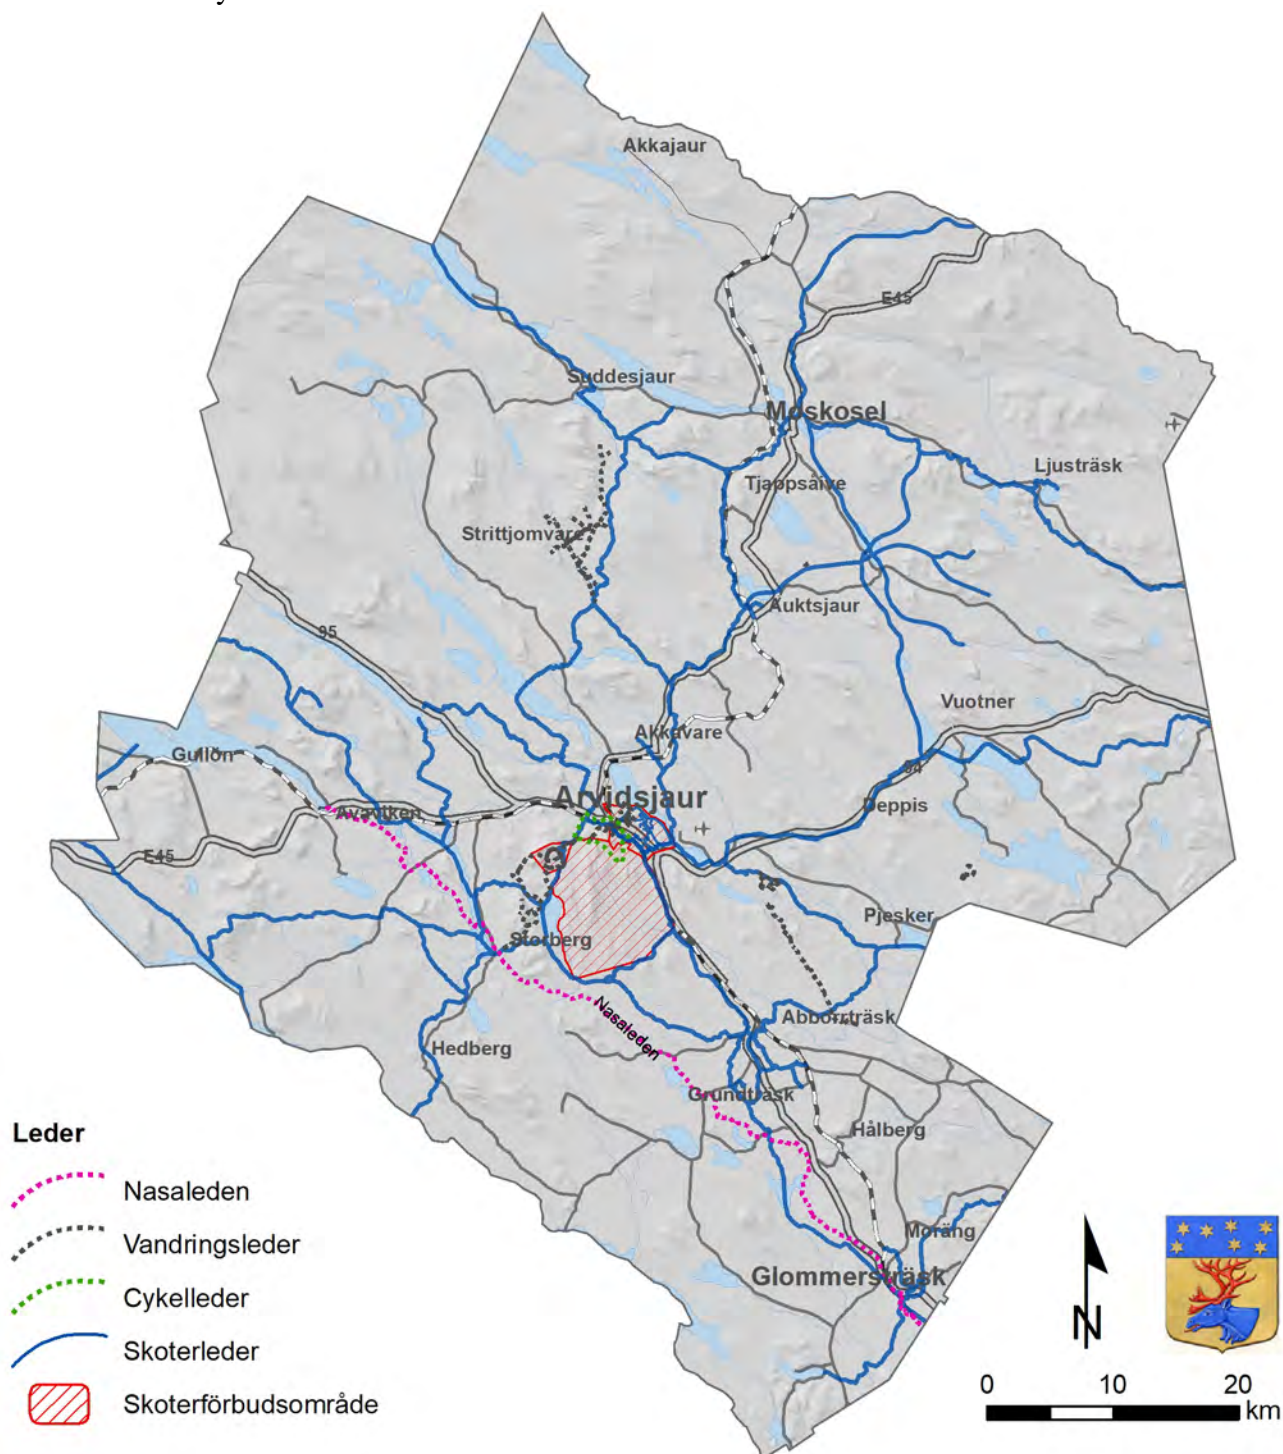 Akkajaur
E45
Suddesjaur
Moskosel
Ljusträsk
Tjappsåive
Strittjomvare
Auktsjaur
95
Vuotner
Akkavare
Gullön
94
Arvidsjaur
Deppis
Avaviken
E45
Pjesker
Storberg
Nasaleden
Abborrträsk
Hedberg
Grundträsk
Hålberg
Moräng
Glommersträsk
Leder
Nasaleden
Vandringsleder
Cykelleder
Skoterleder
Skoterförbudsområde
N
0 10 20
km